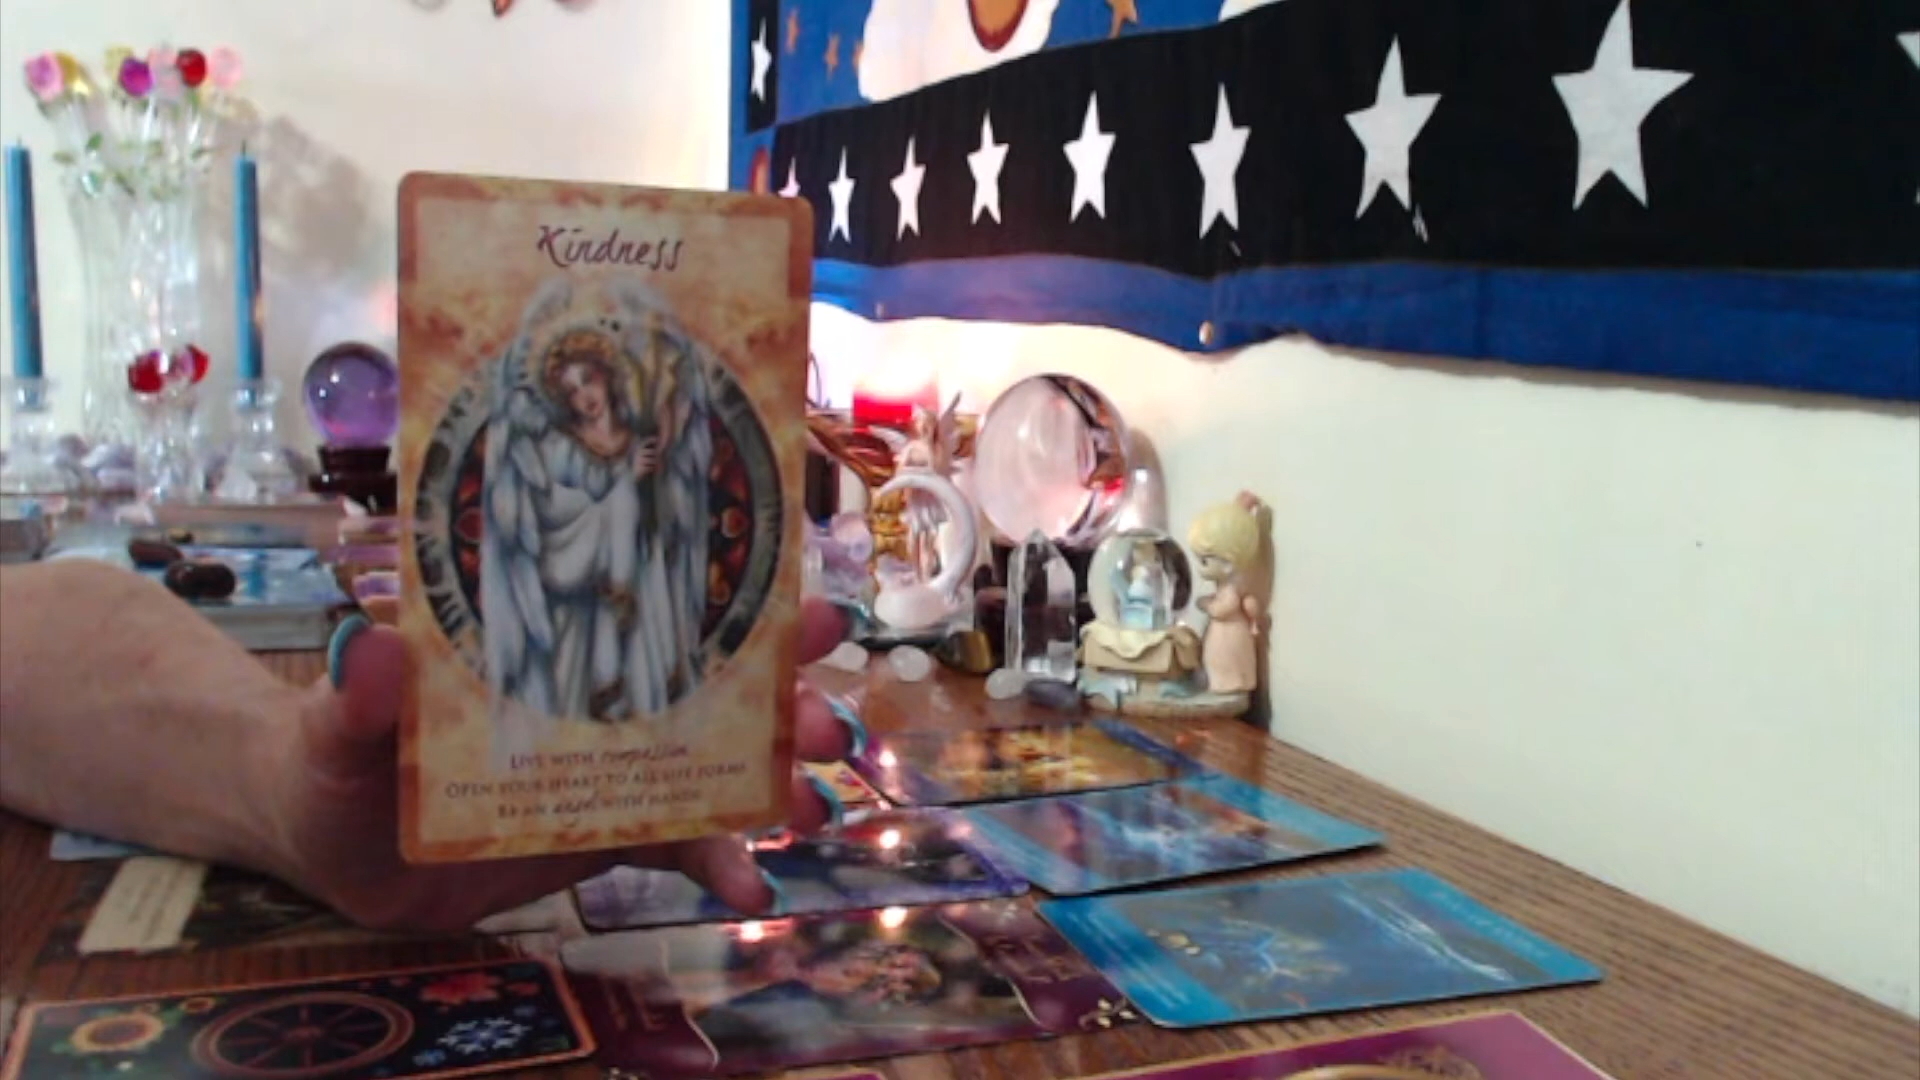 Kindness
LIVE WITH compassion
OPEN YOUR HEART TO ALL LIFE FORMS
BE AN angel WITH HANDS